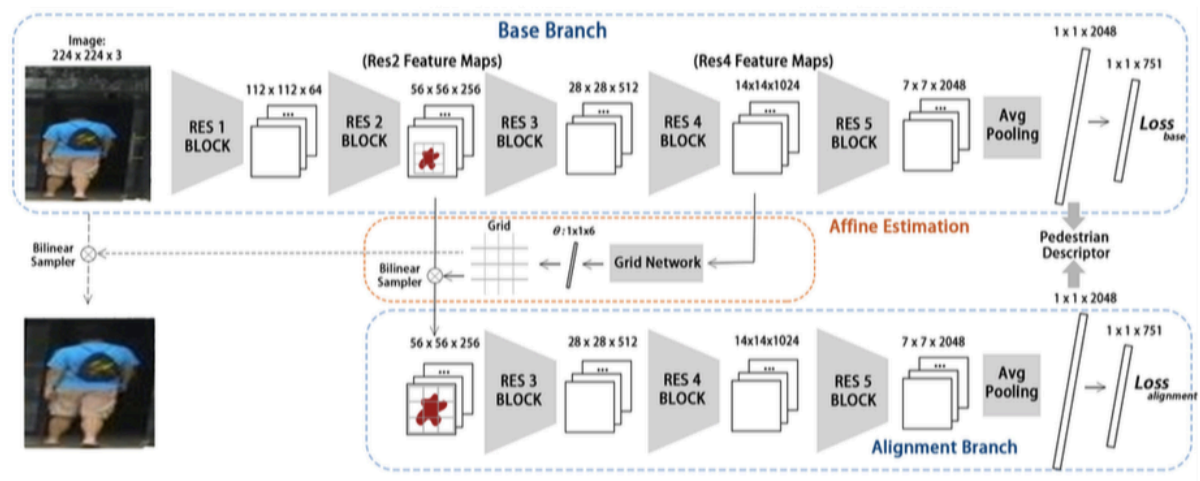 Base Branch
Image:
224 x 224 x 3
(Res2 Feature Maps)
(Res4 Feature Maps)
1 x 1 x 2048
1 x 1 x 751
112 x 112 x 64
56 x 56 x 256
28 x 28 x 512
14x14x1024
7 x 7 x 2048
RES 1
BLOCK
...
RES 2
BLOCK
...
RES 3
BLOCK
...
RES 4
BLOCK
...
RES 5
BLOCK
...
Avg
Pooling
Loss
base
Affine Estimation
Bilinear
Sampler
Grid
θ:1x1x6
Grid Network
Bilinear
Sampler
Pedestrian
Descriptor
1 x 1 x 2048
1 x 1 x 751
56 x 56 x 256
28 x 28 x 512
14x14x1024
7 x 7 x 2048
...
RES 3
BLOCK
...
RES 4
BLOCK
...
RES 5
BLOCK
...
Avg
Pooling
Loss
alignment
Alignment Branch